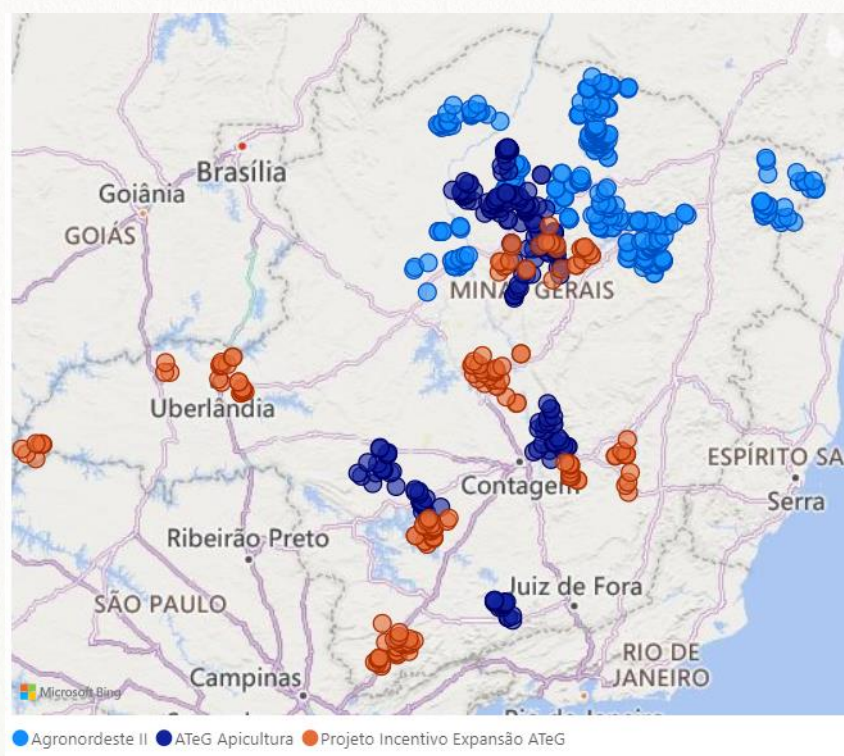 Brasília
Goiânia
GOIÁS
MINAS GERAIS
Uberlândia
ESPÍRITO SA
Contagem
Serra
Ribeirão Preto
Juiz de Fora
SÃO PAULO
RIO DE
JANEIRO
Campinas
Microsoft Bing
Agronordeste II ATeG Apicultura Projeto Incentivo Expansão ATeG